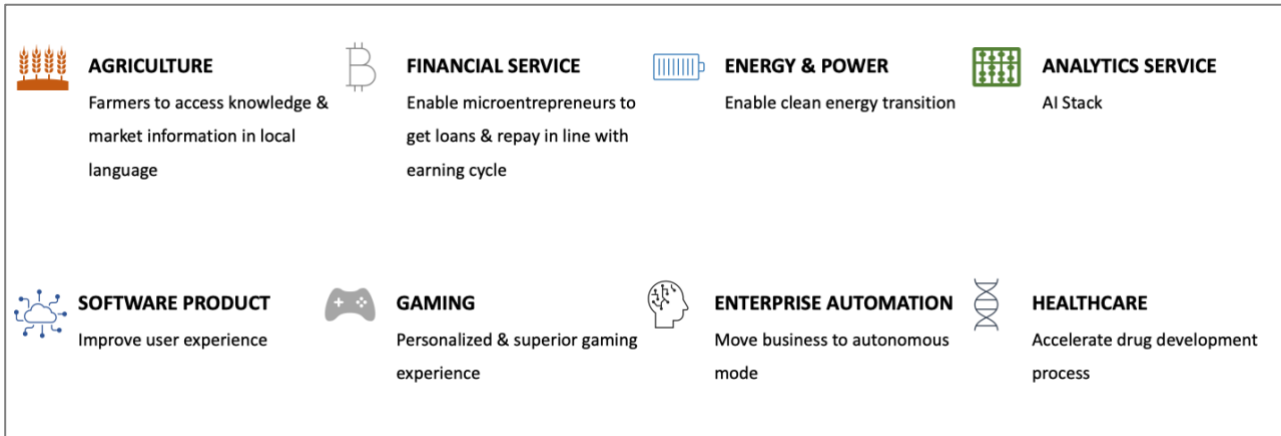 AGRICULTURE
Farmers to access knowledge &
market information in local
language
FINANCIAL SERVICE
Enable microentrepreneurs to
get loans & repay in line with
earning cycle
ENERGY & POWER
Enable clean energy transition
ANALYTICS SERVICE
AI Stack
SOFTWARE PRODUCT
Improve user experience
GAMING
Personalized & superior gaming
experience
ENTERPRISE AUTOMATION
Move business to autonomous
mode
HEALTHCARE
Accelerate drug development
process